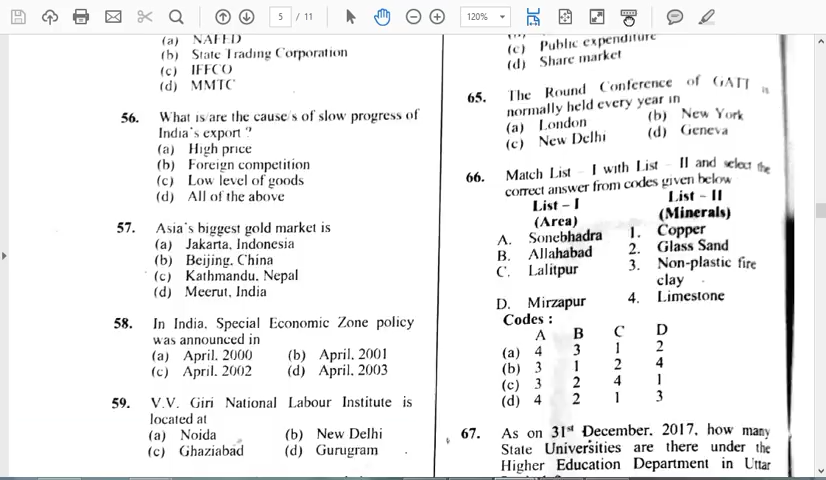 5 / 11
120%
(a) NAFED
(b) State Trading Corporation
(c) IFFCO
(d) MMTC
56. What is/are the cause/s of slow progress of
India's export ?
(a) High price
(b) Foreign competition
(c) Low level of goods
(d) All of the above
57. Asia's biggest gold market is
(a) Jakarta, Indonesia
(b) Beijing, China
(c) Kathmandu, Nepal
(d) Meerut, India
58. In India, Special Economic Zone policy
was announced in
(a) April, 2000 (b) April, 2001
(c) April, 2002 (d) April, 2003
59. V.V. Giri National Labour Institute is
located at
(a) Noida (b) New Delhi
(c) Ghaziabad (d) Gurugram
(c) Public expenditure
(d) Share market
65. The Round Conference of GATT is
normally held every year in
(a) London (b) New York
(c) New Delhi (d) Geneva
66. Match List – I with List – II and select the
correct answer from codes given below
List – I List – II
(Area) (Minerals)
A. Sonebhadra 1. Copper
B. Allahabad 2. Glass Sand
C. Lalitpur 3. Non-plastic fire
clay
D. Mirzapur 4. Limestone
Codes :
A B C D
(a) 4 3 1 2
(b) 3 1 2 4
(c) 3 2 4 1
(d) 4 2 1 3
67. As on 31st December, 2017, how many
State Universities are there under the
Higher Education Department in Uttar